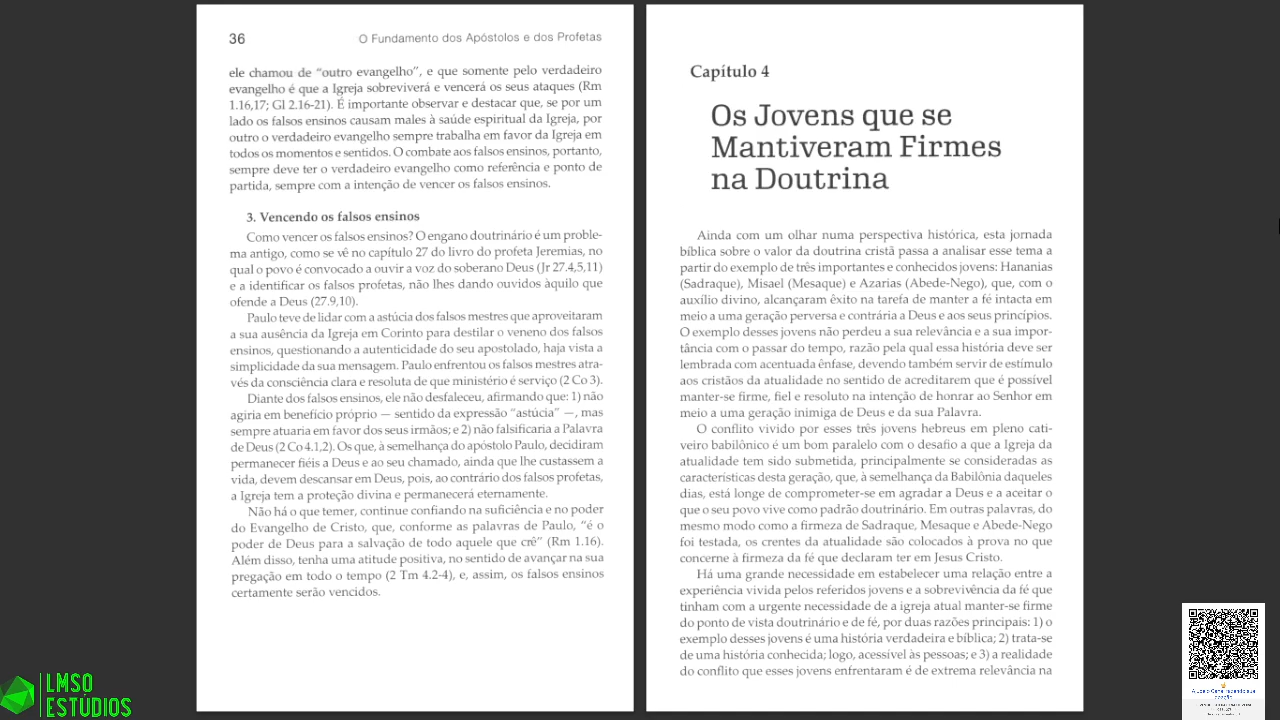 36
O Fundamento dos Apóstolos e dos Profetas
ele chamou de “outro evangelho”, e que somente pelo verdadeiro
evangelho é que a Igreja sobreviverá e vencerá os seus ataques (Rm
1.16,17; Gl 2.16-21). É importante observar e destacar que, se por um
lado os falsos ensinos causam males à saúde espiritual da Igreja, por
outro o verdadeiro evangelho sempre trabalha em favor da Igreja em
todos os momentos e sentidos. O combate aos falsos ensinos, portanto,
sempre deve ter o verdadeiro evangelho como referência e ponto de
partida, sempre com a intenção de vencer os falsos ensinos.
3. Vencendo os falsos ensinos
Como vencer os falsos ensinos? O engano doutrinário é um proble-
ma antigo, como se vê no capítulo 27 do livro do profeta Jeremias, no
qual o povo é convocado a ouvir a voz do soberano Deus (Jr 27.4,5,11)
e a identificar os falsos profetas, não lhes dando ouvidos àquilo que
ofende a Deus (27.9,10).
Paulo teve de lidar com a astúcia dos falsos mestres que aproveitaram
a sua ausência da Igreja em Corinto para destilar o veneno dos falsos
ensinos, questionando a autenticidade do seu apostolado, haja vista a
simplicidade da sua mensagem. Paulo enfrentou os falsos mestres atra-
vés da consciência clara e resoluta de que ministério é serviço (2 Co 3).
Diante dos falsos ensinos, ele não desfaleceu, afirmando que: 1) não
agiria em benefício próprio — sentido da expressão “astúcia” —, mas
sempre atuaria em favor dos seus irmãos; e 2) não falsificaria a Palavra
de Deus (2 Co 4.1,2). Os que, à semelhança do apóstolo Paulo, decidiram
permanecer fiéis a Deus e ao seu chamado, ainda que lhe custassem a
vida, devem descansar em Deus, pois, ao contrário dos falsos profetas,
a Igreja tem a proteção divina e permanecerá eternamente.
Não há o que temer, continue confiando na suficiência e no poder
do Evangelho de Cristo, que, conforme as palavras de Paulo, “é o
poder de Deus para a salvação de todo aquele que crê” (Rm 1.16).
Além disso, tenha uma atitude positiva, no sentido de avançar na sua
pregação em todo o tempo (2 Tm 4.2-4), e, assim, os falsos ensinos
certamente serão vencidos.
Capítulo 4
Os Jovens que se
Mantiveram Firmes
na Doutrina
Ainda com um olhar numa perspectiva histórica, esta jornada
bíblica sobre o valor da doutrina cristã passa a analisar esse tema a
partir do exemplo de três importantes e conhecidos jovens: Hananias
(Sadraque), Misael (Mesaque) e Azarias (Abede-Nego), que, com o
auxílio divino, alcançaram êxito na tarefa de manter a fé intacta em
meio a uma geração perversa e contrária a Deus e aos seus princípios.
O exemplo desses jovens não perdeu a sua relevância e a sua impor-
tância com o passar do tempo, razão pela qual essa história deve ser
lembrada com acentuada ênfase, devendo também servir de estímulo
aos cristãos da atualidade no sentido de acreditarem que é possível
manter-se firme, fiel e resoluto na intenção de honrar ao Senhor em
meio a uma geração inimiga de Deus e da sua Palavra.
O conflito vivido por esses três jovens hebreus em pleno cati-
veiro babilônico é um bom paralelo com o desafio a que a Igreja da
atualidade tem sido submetida, principalmente se consideradas as
características desta geração, que, à semelhança da Babilônia daqueles
dias, está longe de comprometer-se em agradar a Deus e a aceitar o
que o seu povo vive como padrão doutrinário. Em outras palavras, do
mesmo modo como a firmeza de Sadraque, Mesaque e Abede-Nego
foi testada, os crentes da atualidade são colocados à prova no que
concerne à firmeza da fé que declaram ter em Jesus Cristo.
Há uma grande necessidade em estabelecer uma relação entre a
experiência vivida pelos referidos jovens e a sobrevivência da fé que
tinham com a urgente necessidade de a igreja atual manter-se firme
do ponto de vista doutrinário e de fé, por duas razões principais: 1) o
exemplo desses jovens é uma história verdadeira e bíblica; 2) trata-se
de uma história conhecida; logo, acessível às pessoas; e 3) a realidade
do conflito que esses jovens enfrentaram é de extrema relevância na
LMSO
ESTÚDIOS